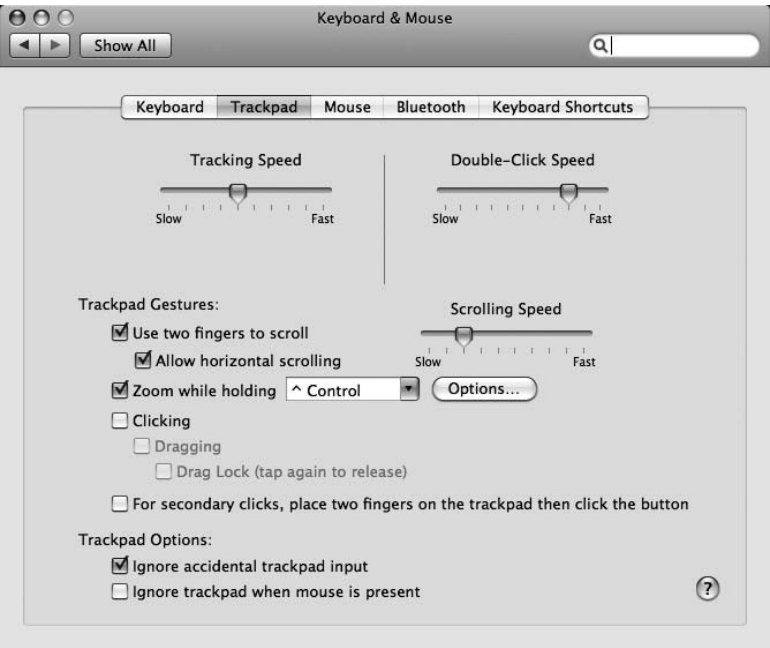 Keyboard & Mouse
Show All
Keyboard Trackpad Mouse Bluetooth Keyboard Shortcuts
Tracking Speed Double-Click Speed
Slow Fast Slow Fast
Trackpad Gestures:
Scrolling Speed
Use two fingers to scroll
Allow horizontal scrolling
Slow Fast
Zoom while holding ^ Control Options...
Clicking
Dragging
Drag Lock (tap again to release)
For secondary clicks, place two fingers on the trackpad then click the button
Trackpad Options:
Ignore accidental trackpad input
Ignore trackpad when mouse is present
?